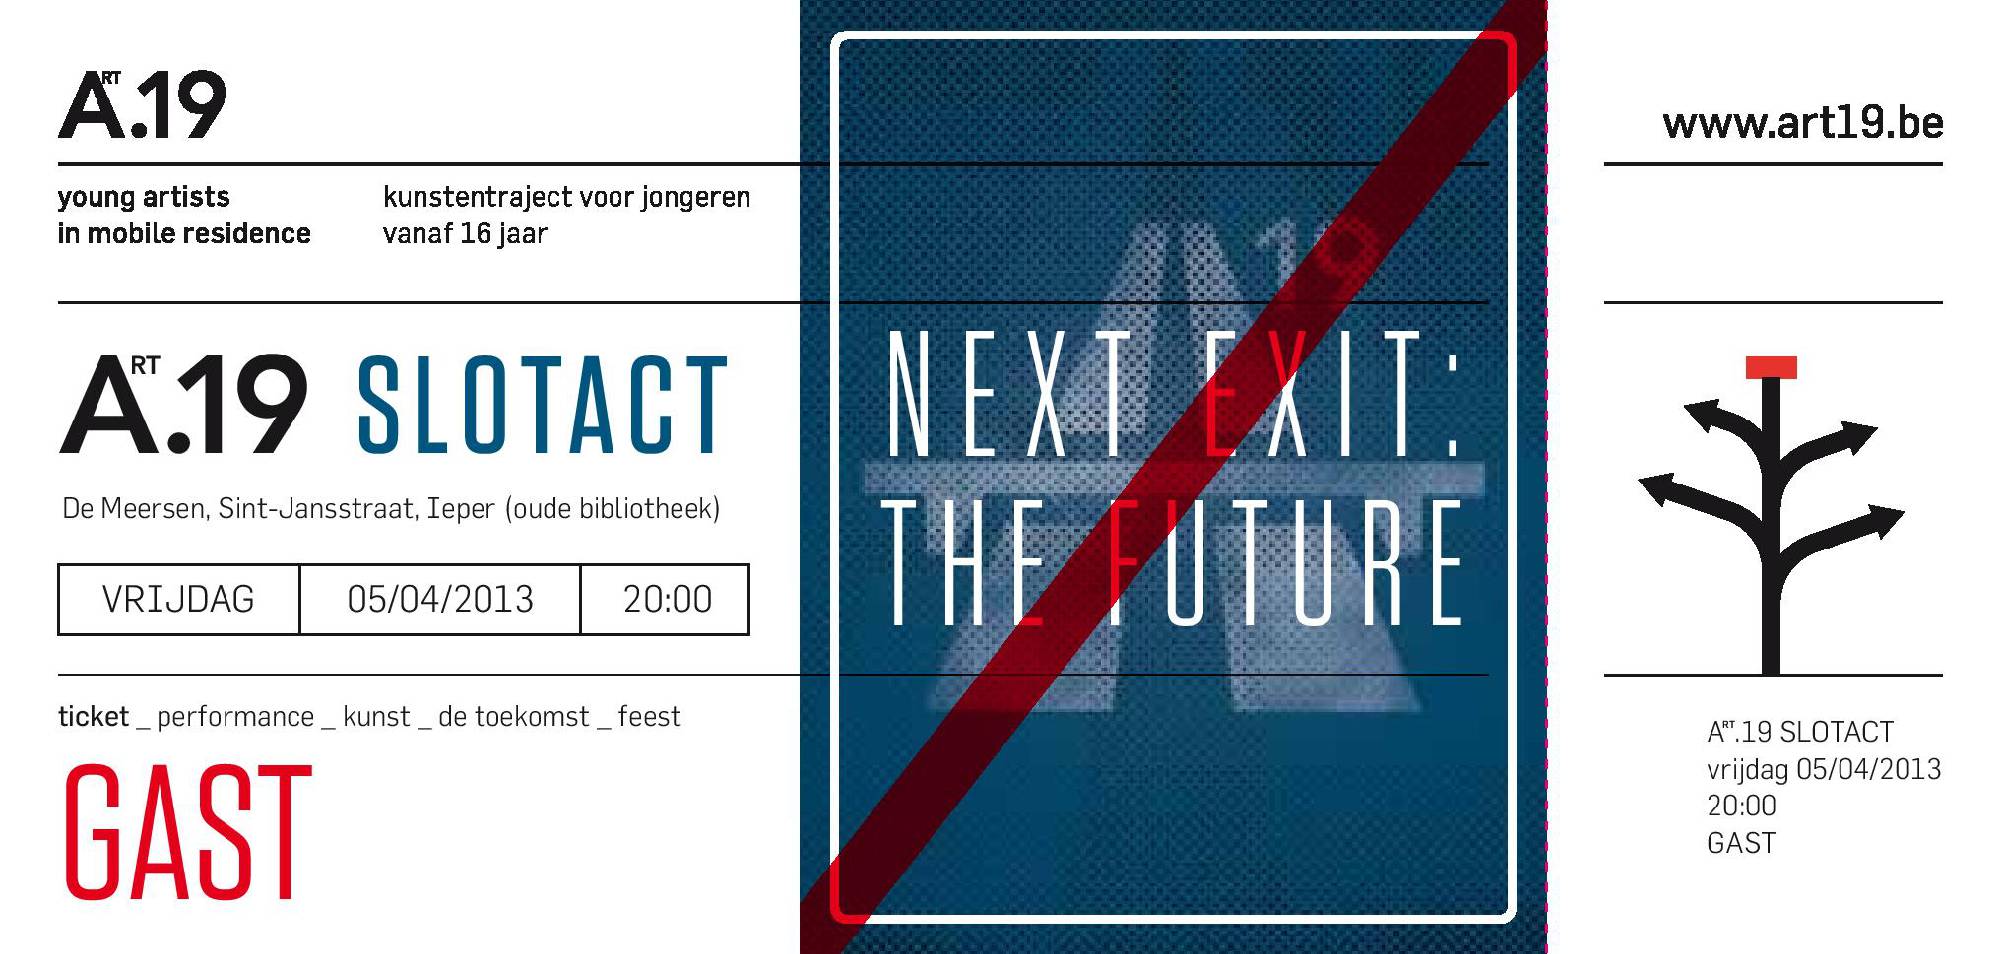 ART
A.19
young artists
in mobile residence
kunstentraject voor jongeren
vanaf 16 jaar
ART
A.19 SLOTACT
De Meersen, Sint-Jansstraat, Ieper (oude bibliotheek)
VRIJDAG 05/04/2013 20:00
ticket _ performance _ kunst _ de toekomst _ feest
GAST
19
NEXT EXIT:
THE FUTURE
www.art19.be
ART.19 SLOTACT
vrijdag 05/04/2013
20:00
GAST